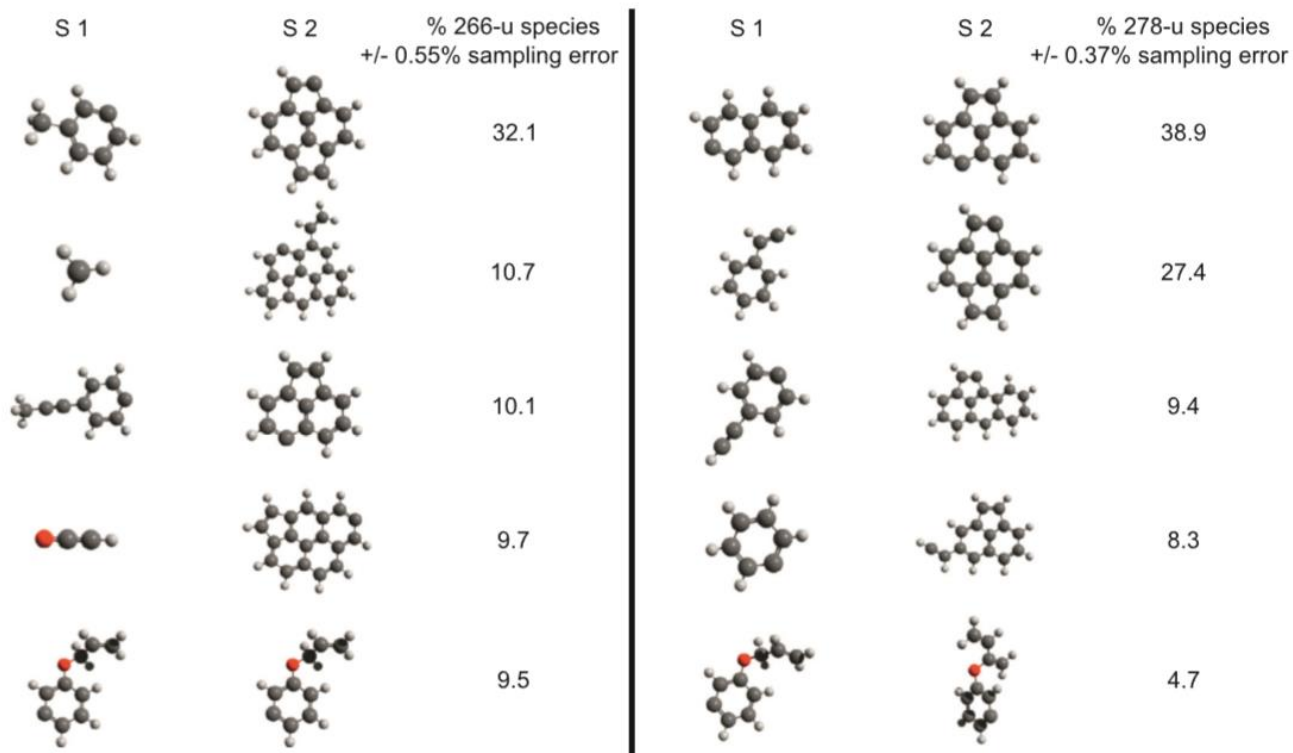 S 1 S 2 % 266-u species
+/- 0.55% sampling error
32.1
10.7
10.1
9.7
9.5
S 1 S 2 % 278-u species
+/- 0.37% sampling error
38.9
27.4
9.4
8.3
4.7